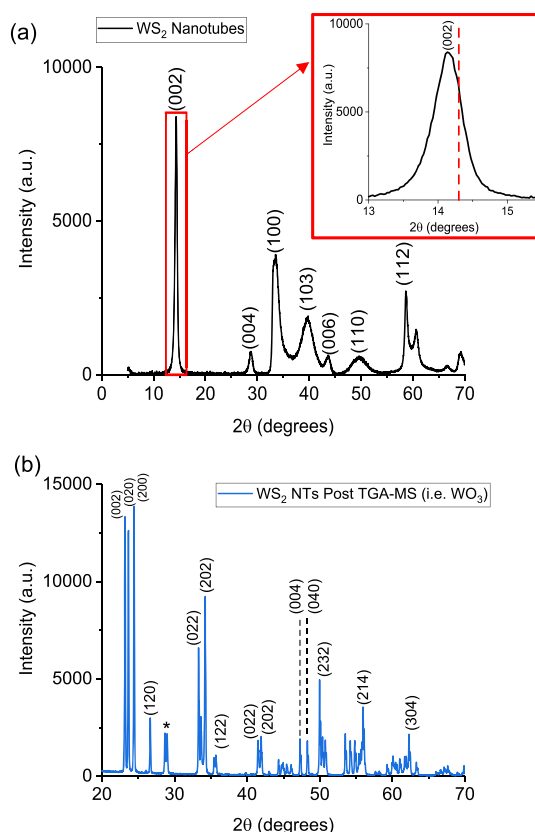 (a)
WS2 Nanotubes
10000
5000
0
Intensity (a.u.)
0 10 20 30 40 50 60 70
2θ (degrees)
(002)
(004)
(100)
(103)
(006)
(110)
(112)
10000
5000
0
Intensity (a.u.)
13 14 15
2θ (degrees)
(002)
(b)
WS2 NTs Post TGA-MS (i.e. WO3)
15000
10000
5000
0
Intensity (a.u.)
20 30 40 50 60 70
2θ (degrees)
(002)
(020)
(200)
(120)
*
(022)
(202)
(122)
(022)
(202)
(004)
(040)
(232)
(214)
(304)